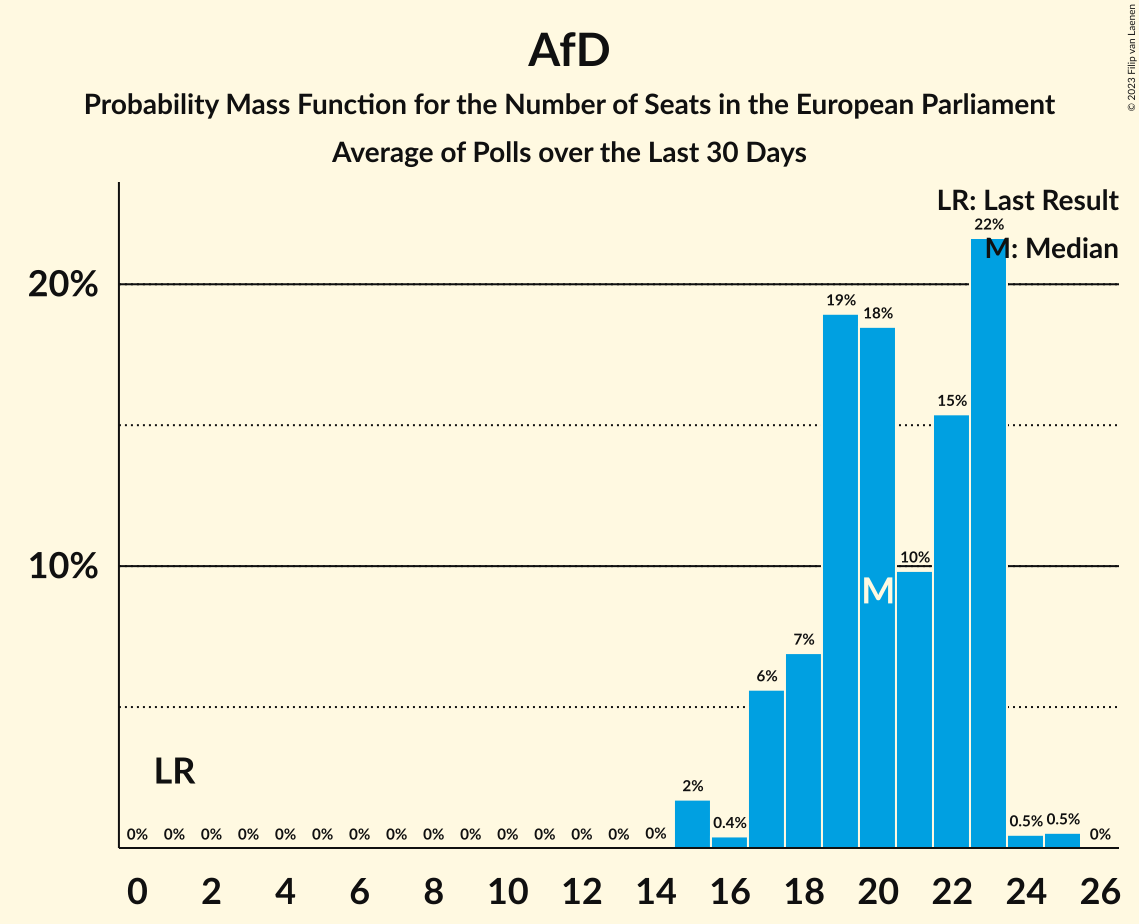 AfD
Probability Mass Function for the Number of Seats in the European Parliament
Average of Polls over the Last 30 Days
© 2023 Filip van Laenen
LR: Last Result
M: Median
20%
10%
LR
M
0% 0% 0% 0% 0% 0% 0% 0% 0% 0% 0% 0% 0% 0% 0% 2% 0.4% 6% 7% 19% 18% 10% 15% 22% 0.5% 0.5% 0%
0 2 4 6 8 10 12 14 16 18 20 22 24 26